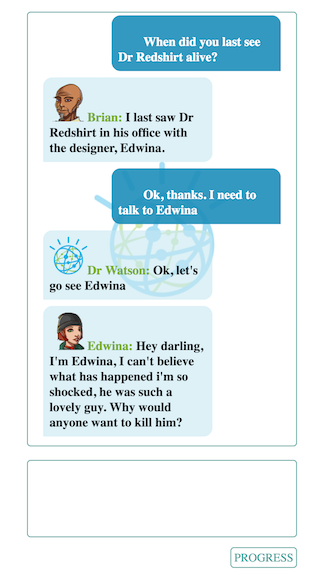 When did you last see
Dr Redshirt alive?
Brian: I last saw Dr
Redshirt in his office with
the designer, Edwina.
Ok, thanks. I need to
talk to Edwina
Dr Watson: Ok, let's
go see Edwina
Edwina: Hey darling,
I'm Edwina, I can't believe
what has happened i'm so
shocked, he was such a
lovely guy. Why would
anyone want to kill him?
PROGRESS